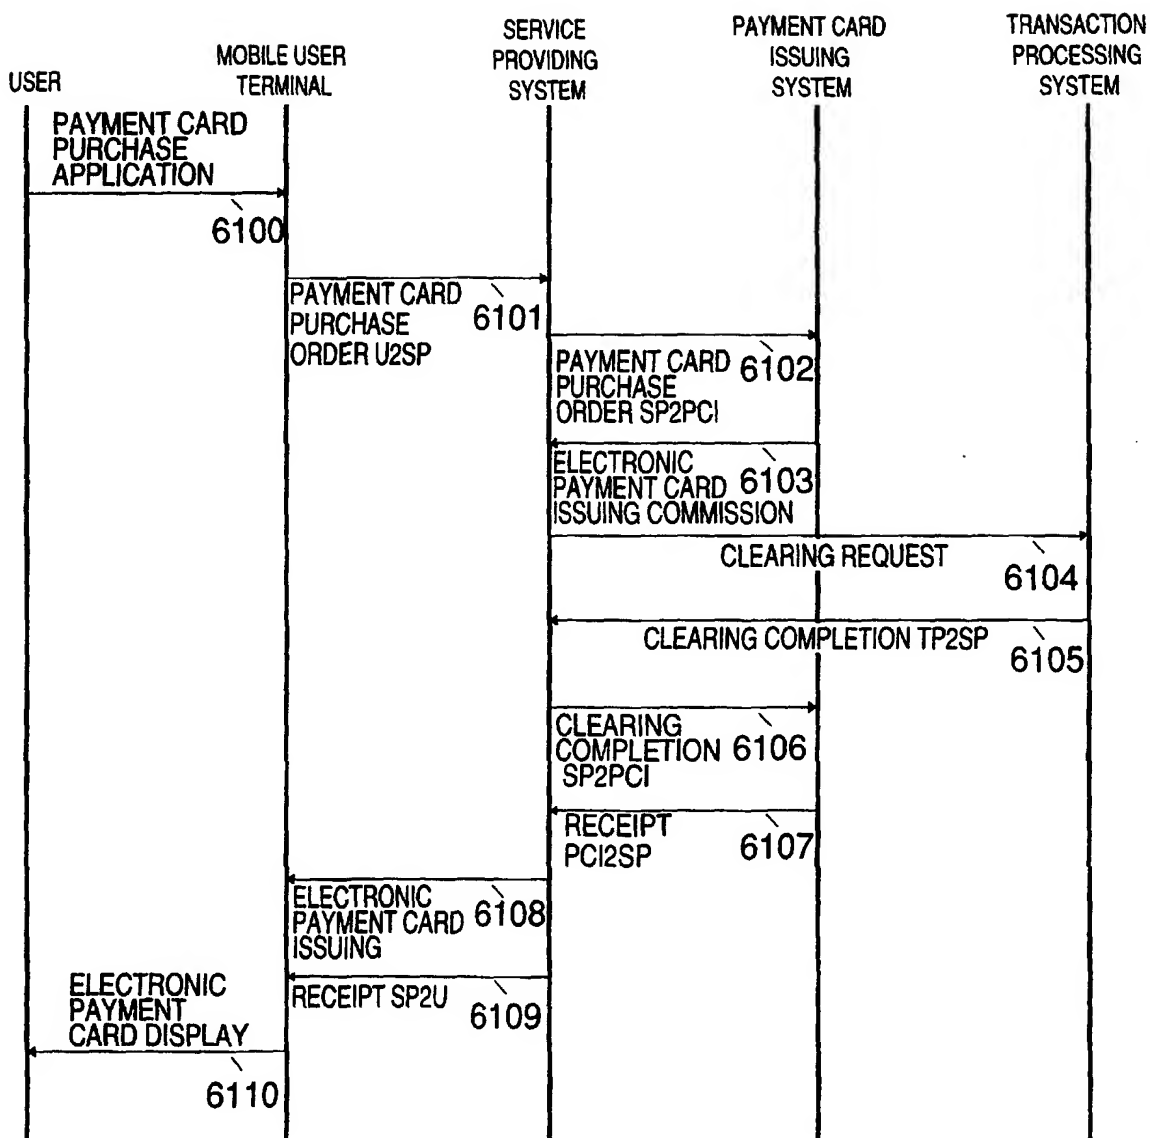 USER
MOBILE USER
TERMINAL
SERVICE
PROVIDING
SYSTEM
PAYMENT CARD
ISSUING
SYSTEM
TRANSACTION
PROCESSING
SYSTEM
PAYMENT CARD
PURCHASE
APPLICATION
6100
PAYMENT CARD
PURCHASE
ORDER U2SP
6101
PAYMENT CARD
PURCHASE
ORDER SP2PCI
6102
ELECTRONIC
PAYMENT CARD
ISSUING COMMISSION
6103
CLEARING REQUEST
6104
CLEARING COMPLETION TP2SP
6105
CLEARING
COMPLETION
SP2PCI
6106
RECEIPT
PCI2SP
6107
ELECTRONIC
PAYMENT CARD
ISSUING
6108
RECEIPT SP2U
6109
ELECTRONIC
PAYMENT
CARD DISPLAY
6110